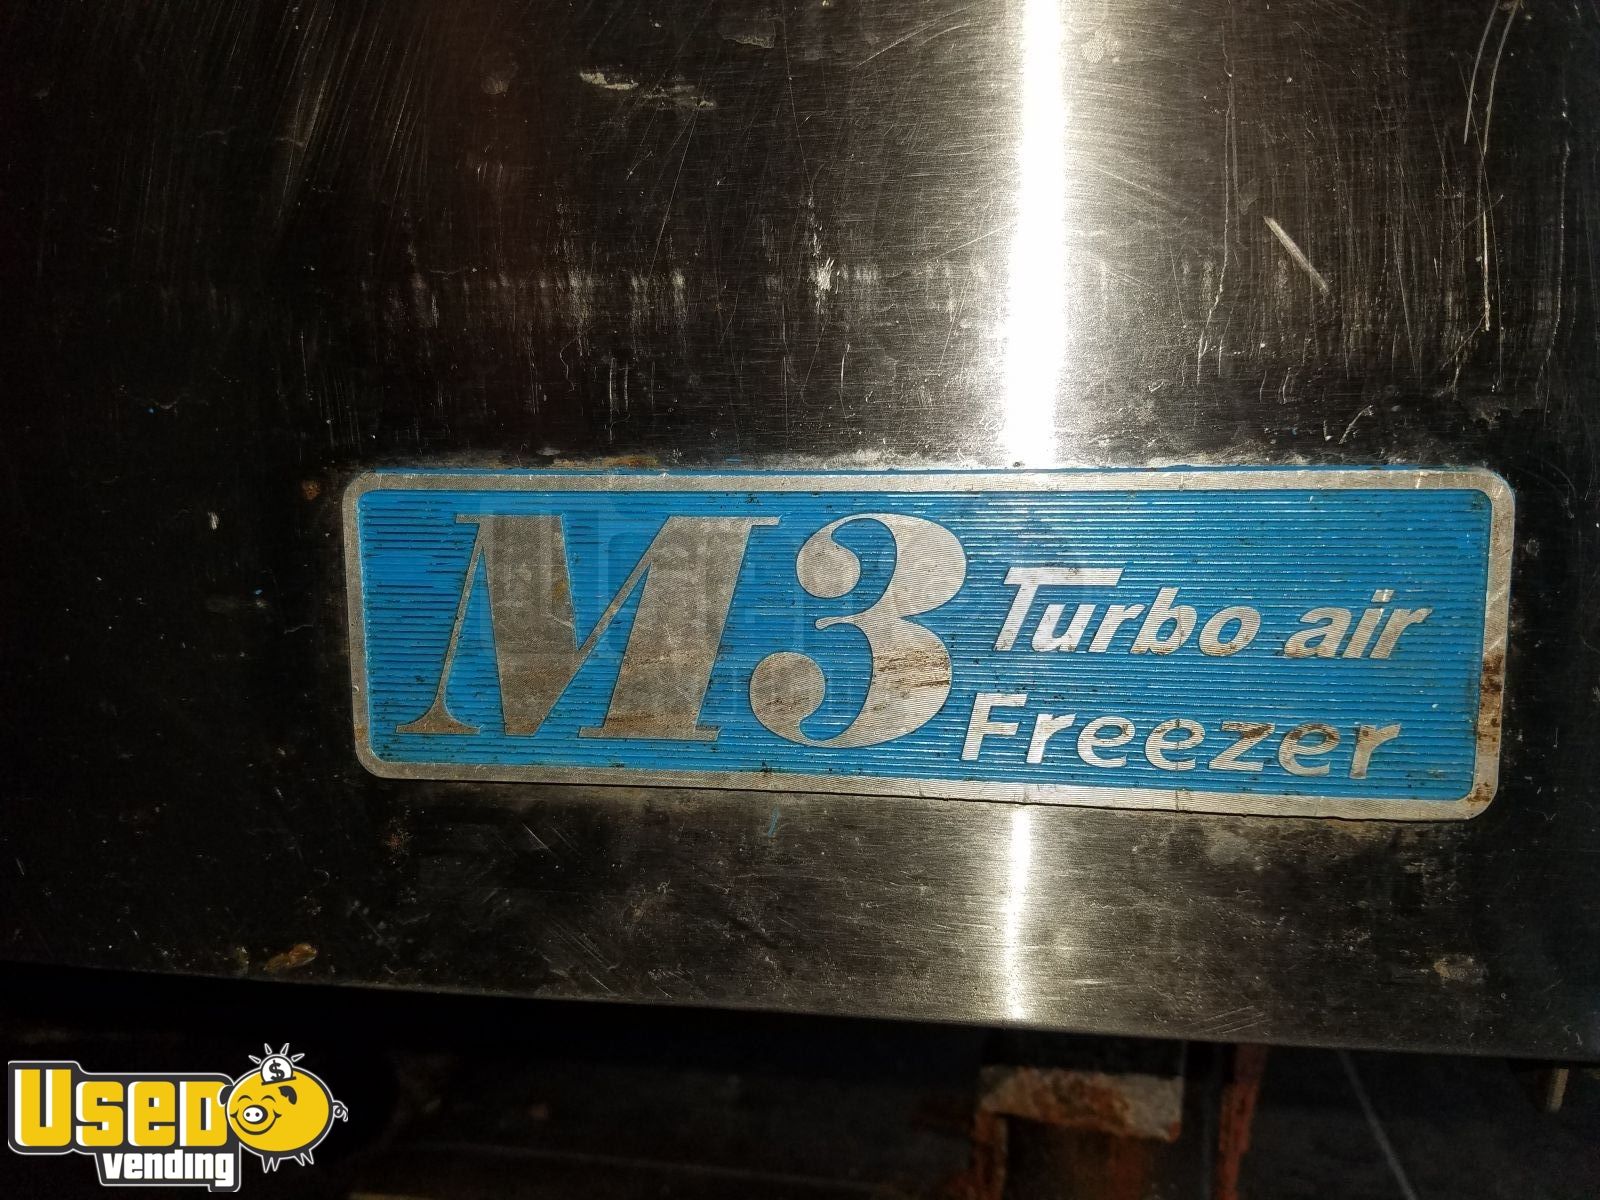 M3 Turbo air
Freezer
$
USED
vending